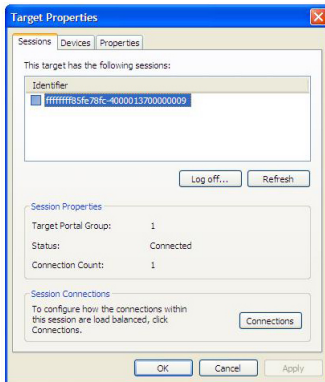 Target Properties
Sessions Devices Properties
This target has the following sessions:
Identifier
ffffffff85fe78fc-4000013700000009
Log off... Refresh
Session Properties
Target Portal Group: 1
Status: Connected
Connection Count: 1
Session Connections
To configure how the connections within
this session are load balanced, click
Connections.
Connections
OK Cancel Apply